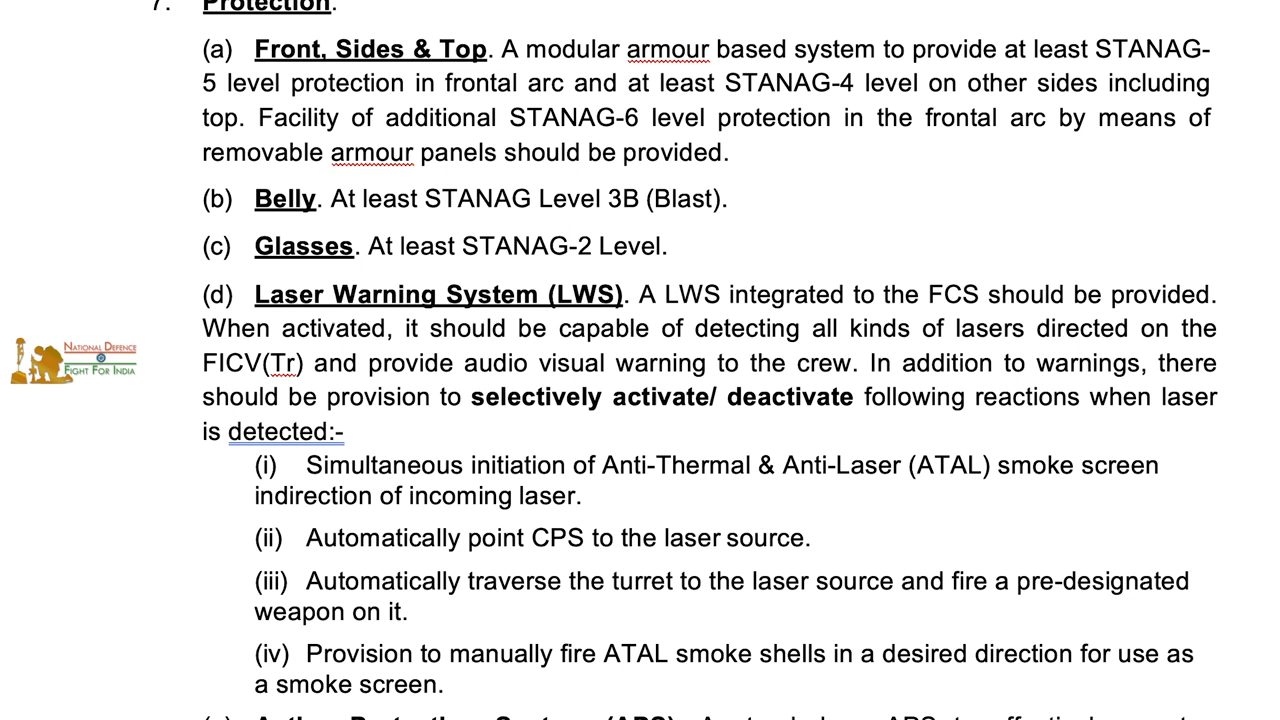 7. Protection.
(a) Front, Sides & Top. A modular armour based system to provide at least STANAG-
5 level protection in frontal arc and at least STANAG-4 level on other sides including
top. Facility of additional STANAG-6 level protection in the frontal arc by means of
removable armour panels should be provided.
(b) Belly. At least STANAG Level 3B (Blast).
(c) Glasses. At least STANAG-2 Level.
(d) Laser Warning System (LWS). A LWS integrated to the FCS should be provided.
When activated, it should be capable of detecting all kinds of lasers directed on the
FICV(Tr) and provide audio visual warning to the crew. In addition to warnings, there
should be provision to selectively activate/ deactivate following reactions when laser
is detected:-
(i) Simultaneous initiation of Anti-Thermal & Anti-Laser (ATAL) smoke screen
indirection of incoming laser.
(ii) Automatically point CPS to the laser source.
(iii) Automatically traverse the turret to the laser source and fire a pre-designated
weapon on it.
(iv) Provision to manually fire ATAL smoke shells in a desired direction for use as
a smoke screen.
NATIONAL DEFENCE
FIGHT FOR INDIA